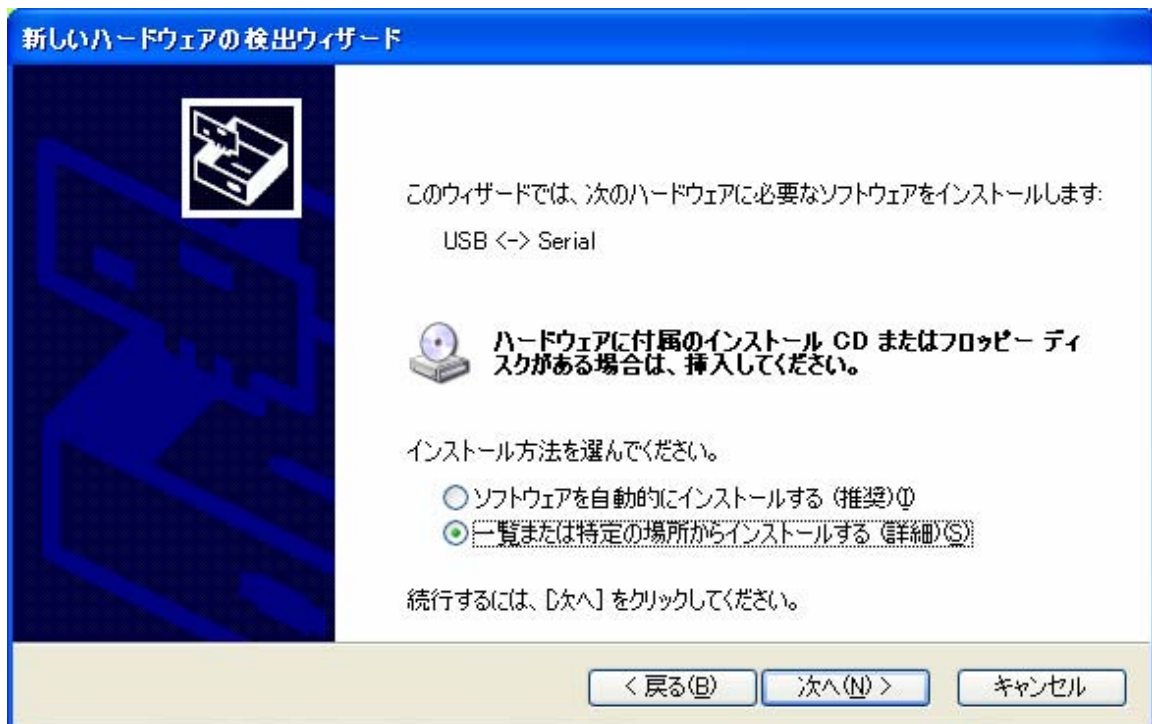 新しいハードウェアの検出ウィザード
このウィザードでは、次のハードウェアに必要なソフトウェアをインストールします:
USB <-> Serial
ハードウェアに付属のインストール CD またはフロッピー ディ
スクがある場合は、挿入してください。
インストール方法を選んでください。
ソフトウェアを自動的にインストールする (推奨)(I)
一覧または特定の場所からインストールする (詳細)(S)
続行するには、[次へ] をクリックしてください。
< 戻る(B) 次へ(N) > キャンセル